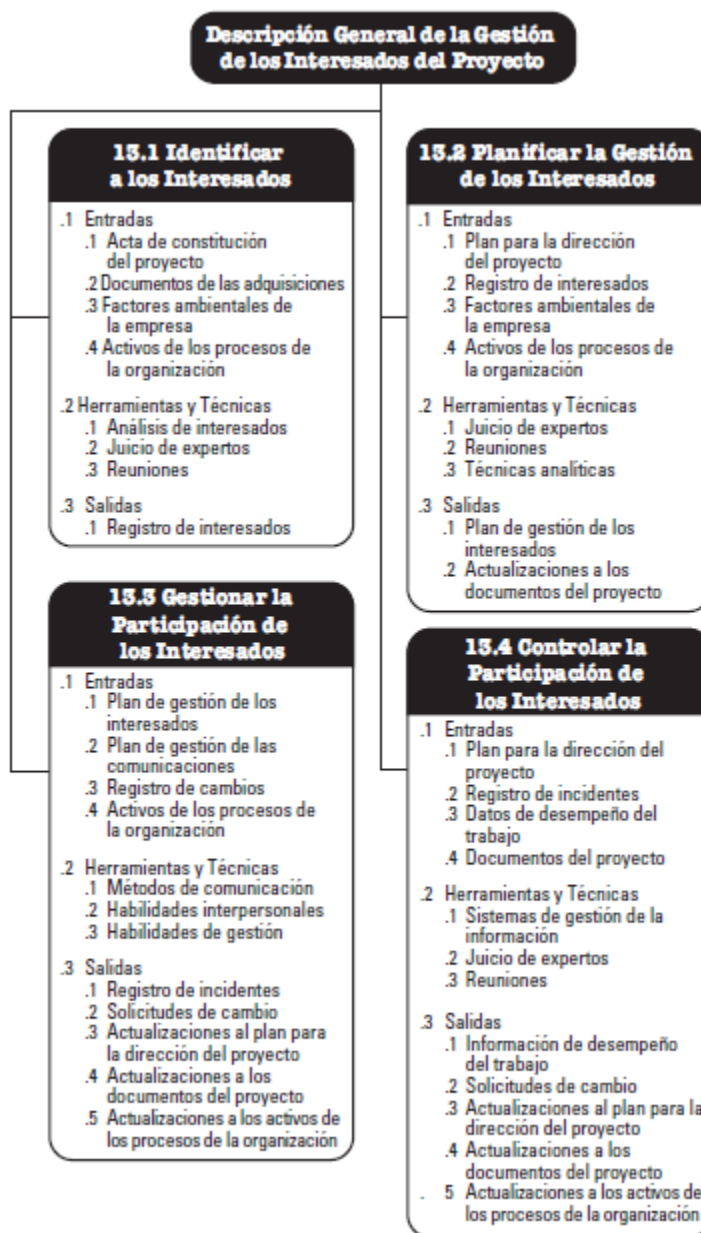 Descripción General de la Gestión
de los Interesados del Proyecto
13.1 Identificar
a los Interesados
.1 Entradas
.1 Acta de constitución
del proyecto
.2 Documentos de las adquisiciones
.3 Factores ambientales de
la empresa
.4 Activos de los procesos de
la organización
.2 Herramientas y Técnicas
.1 Análisis de interesados
.2 Juicio de expertos
.3 Reuniones
.3 Salidas
.1 Registro de interesados
13.2 Planificar la Gestión
de los Interesados
.1 Entradas
.1 Plan para la dirección
del proyecto
.2 Registro de interesados
.3 Factores ambientales de
la empresa
.4 Activos de los procesos de
la organización
.2 Herramientas y Técnicas
.1 Juicio de expertos
.2 Reuniones
.3 Técnicas analíticas
.3 Salidas
.1 Plan de gestión de los
interesados
.2 Actualizaciones a los
documentos del proyecto
13.3 Gestionar la
Participación de
los Interesados
.1 Entradas
.1 Plan de gestión de los
interesados
.2 Plan de gestión de las
comunicaciones
.3 Registro de cambios
.4 Activos de los procesos de
la organización
.2 Herramientas y Técnicas
.1 Métodos de comunicación
.2 Habilidades interpersonales
.3 Habilidades de gestión
.3 Salidas
.1 Registro de incidentes
.2 Solicitudes de cambio
.3 Actualizaciones al plan para
la dirección del proyecto
.4 Actualizaciones a los
documentos del proyecto
.5 Actualizaciones a los activos de
los procesos de la organización
13.4 Controlar la
Participación de
los Interesados
.1 Entradas
.1 Plan para la dirección del
proyecto
.2 Registro de incidentes
.3 Datos de desempeño del
trabajo
.4 Documentos del proyecto
.2 Herramientas y Técnicas
.1 Sistemas de gestión de la
información
.2 Juicio de expertos
.3 Reuniones
.3 Salidas
.1 Información de desempeño
del trabajo
.2 Solicitudes de cambio
.3 Actualizaciones al plan para la
dirección del proyecto
.4 Actualizaciones a los
documentos del proyecto
. 5 Actualizaciones a los activos de
los procesos de la organización